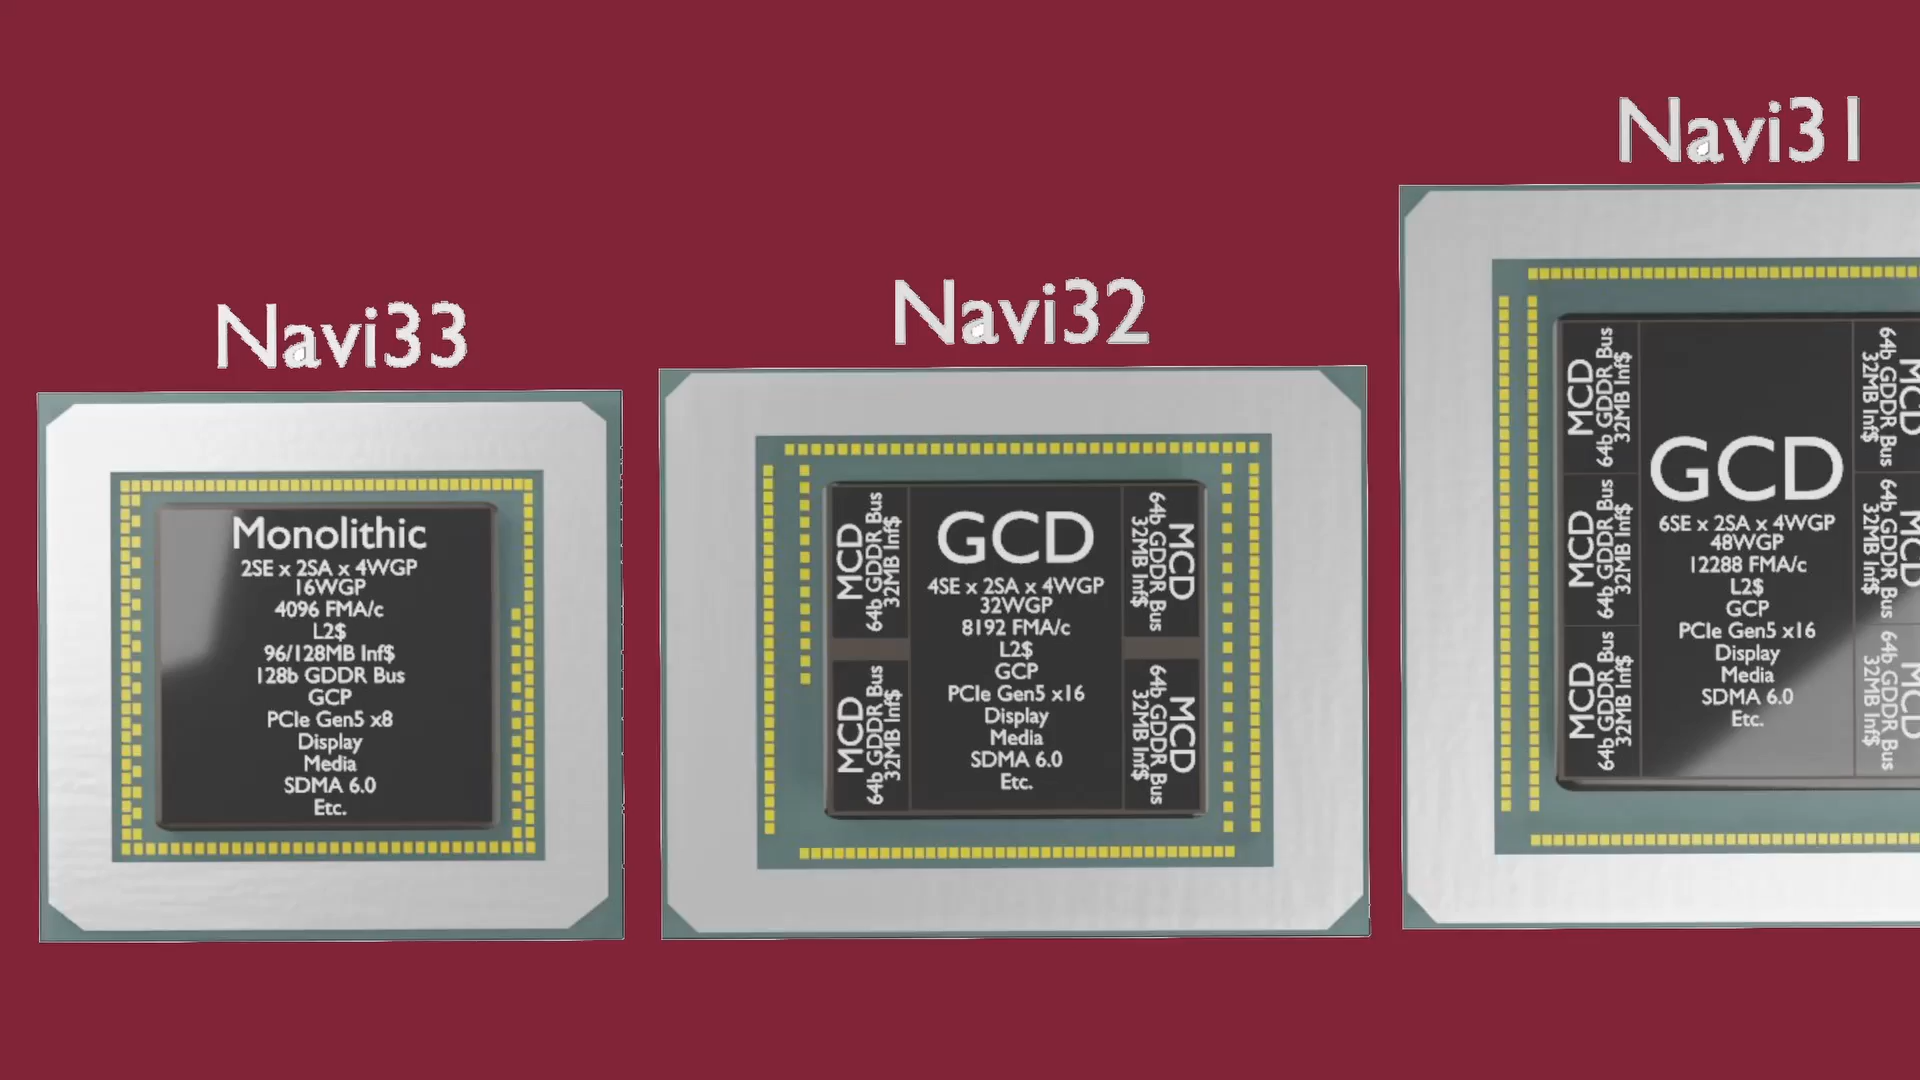 Navi33
Monolithic
2SE x 2SA x 4WGP
16WGP
4096 FMA/c
L2$
96/128MB Inf$
128b GDDR Bus
GCP
PCIe Gen5 x8
Display
Media
SDMA 6.0
Etc.
Navi32
MCD
64b GDDR Bus
32MB Inf$
MCD
64b GDDR Bus
32MB Inf$
GCD
4SE x 2SA x 4WGP
32WGP
8192 FMA/c
L2$
GCP
PCIe Gen5 x16
Display
Media
SDMA 6.0
Etc.
MCD
64b GDDR Bus
32MB Inf$
MCD
64b GDDR Bus
32MB Inf$
Navi31
MCD
64b GDDR Bus
32MB Inf$
MCD
64b GDDR Bus
32MB Inf$
MCD
64b GDDR Bus
32MB Inf$
GCD
6SE x 2SA x 4WGP
48WGP
12288 FMA/c
L2$
GCP
PCIe Gen5 x16
Display
Media
SDMA 6.0
Etc.
MCD
64b GDDR Bus
32MB Inf$
MCD
64b GDDR Bus
32MB Inf$
MCD
64b GDDR Bus
32MB Inf$